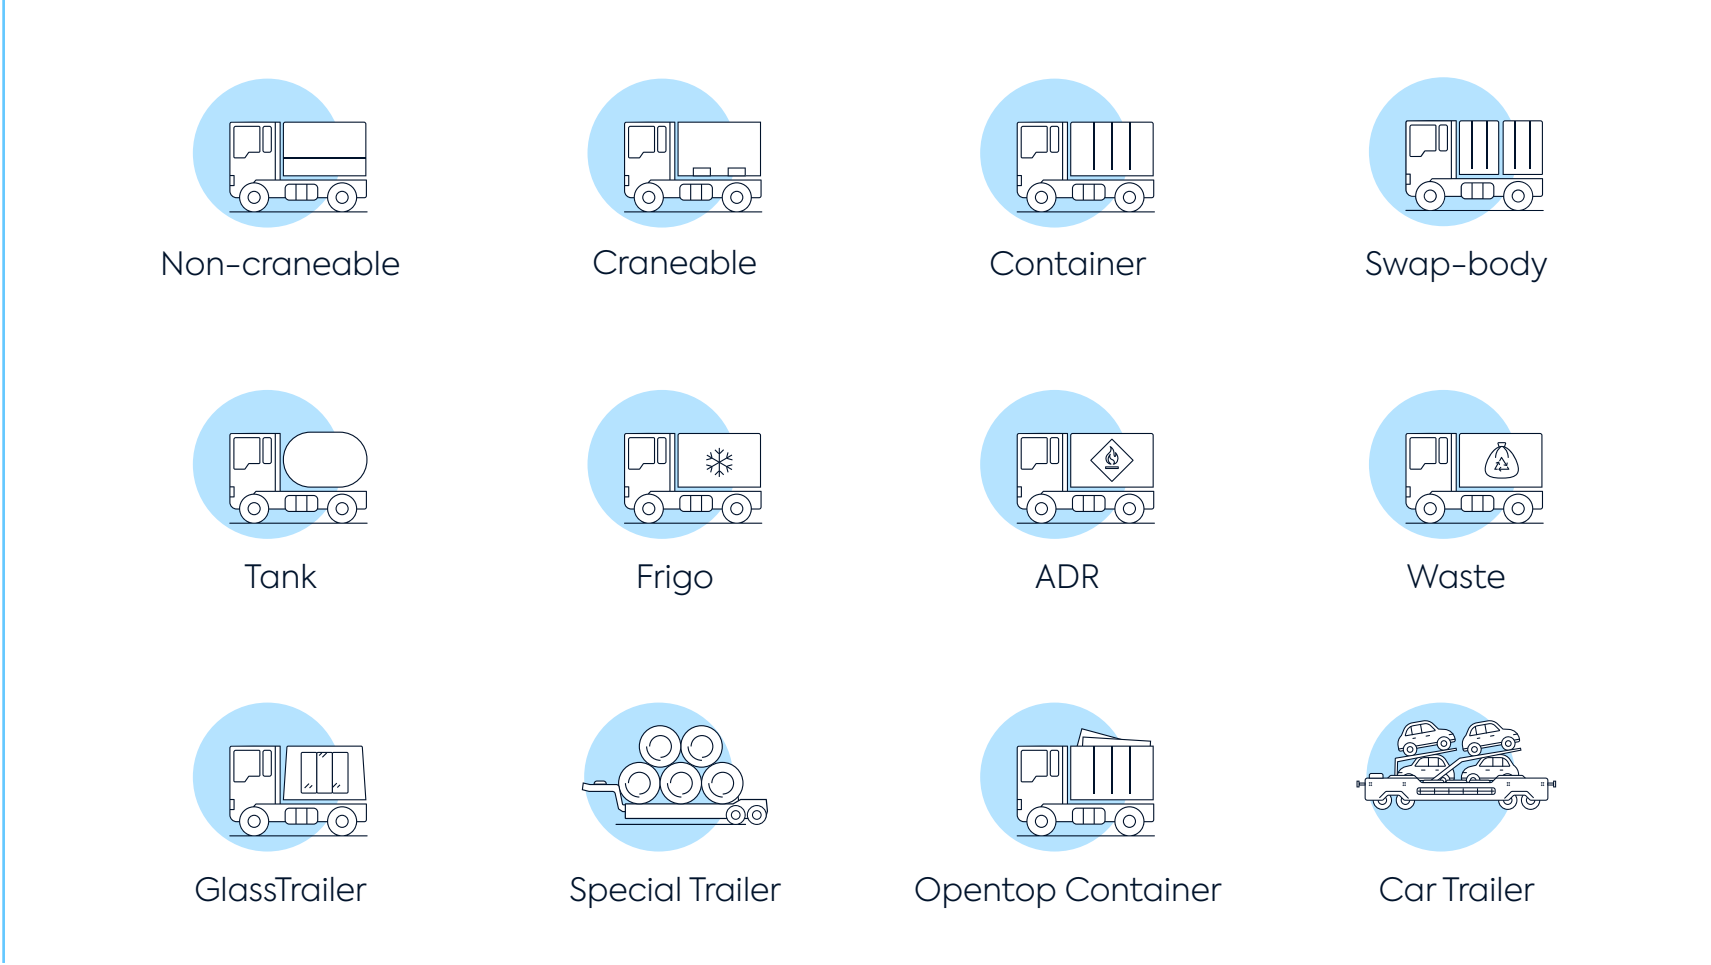 Non-craneable
Craneable
Container
Swap-body
Tank
Frigo
ADR
Waste
GlassTrailer
Special Trailer
Opentop Container
Car Trailer